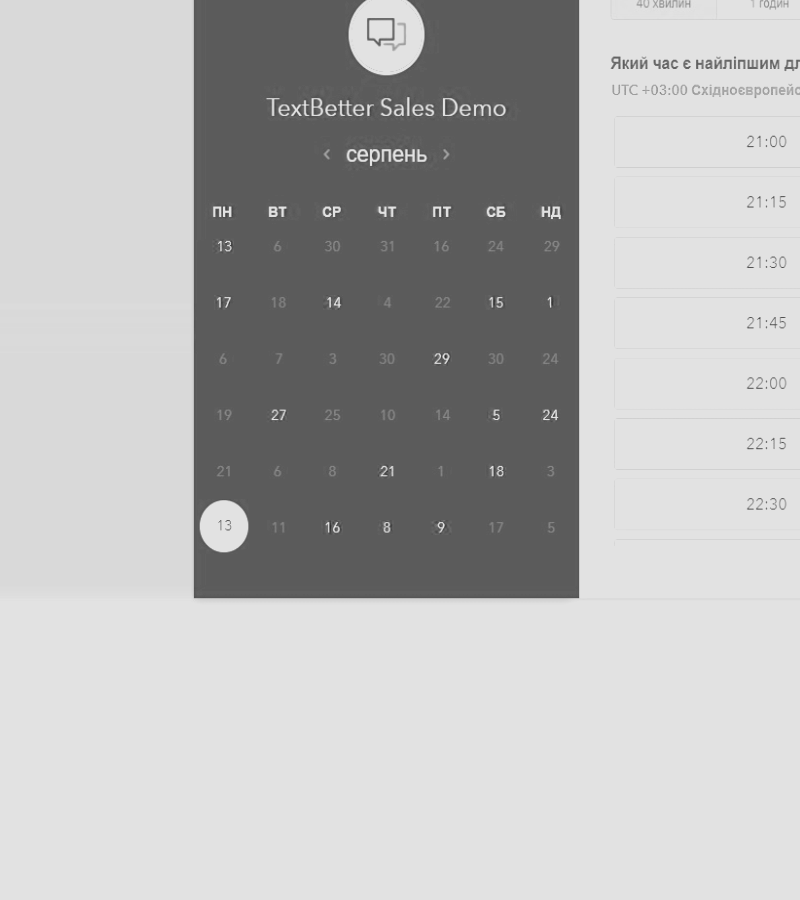 TextBetter Sales Demo
‹ серпень ›
ПН ВТ СР ЧТ ПТ СБ НД
13 6 30 31 16 24 29
17 18 14 4 22 15 1
6 7 3 30 29 30 24
19 27 25 10 14 5 24
21 6 8 21 1 18 3
13 11 16 8 9 17 5
40 хвилин 1 годин
Який час є найліпшим
UTC +03:00
21:00
21:15
21:30
21:45
22:00
22:15
22:30